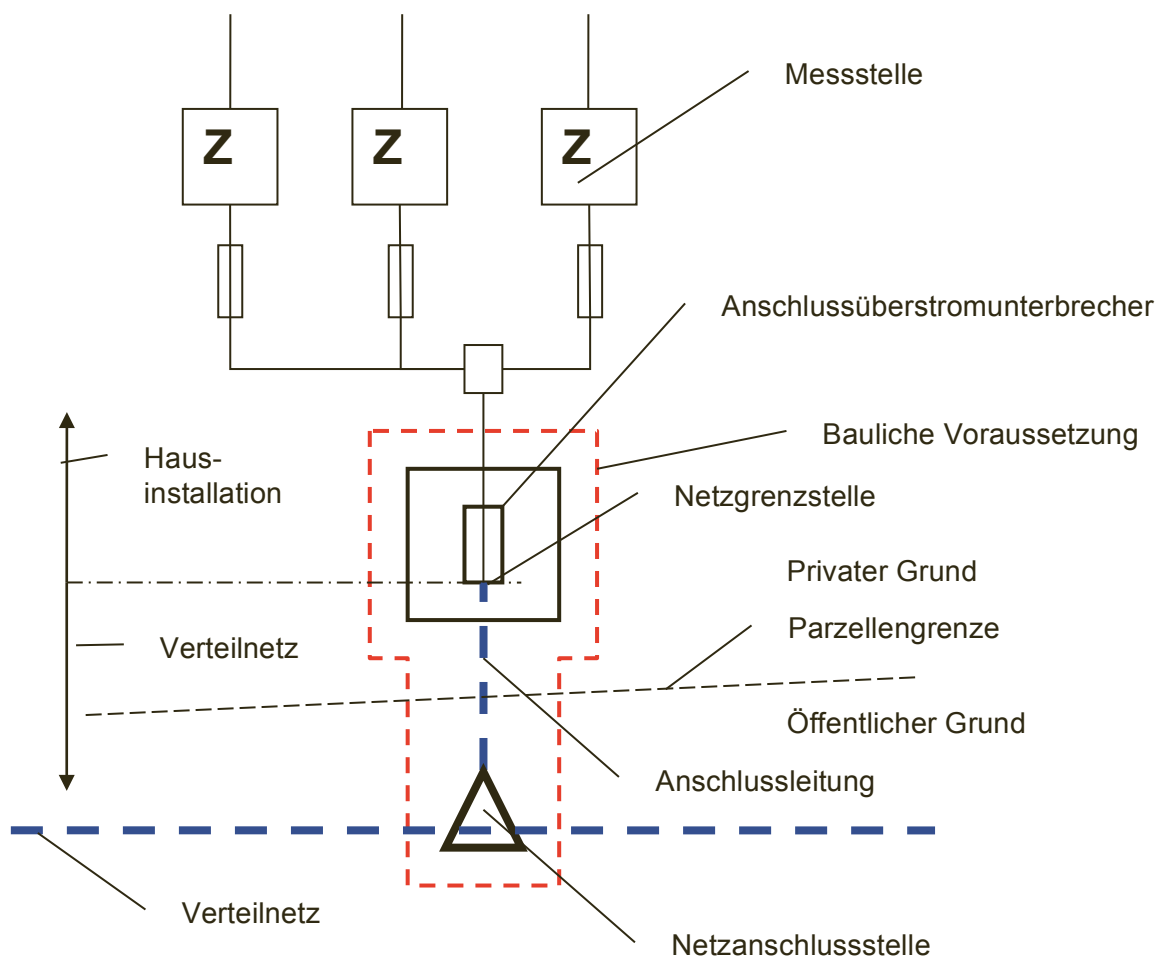 Messstelle
Z
Z
Z
Anschlussüberstromunterbrecher
Bauliche Voraussetzung
Haus-
installation
Netzgrenzstelle
Privater Grund
Parzellengrenze
Verteilnetz
Öffentlicher Grund
Anschlussleitung
Verteilnetz
Netzanschlussstelle